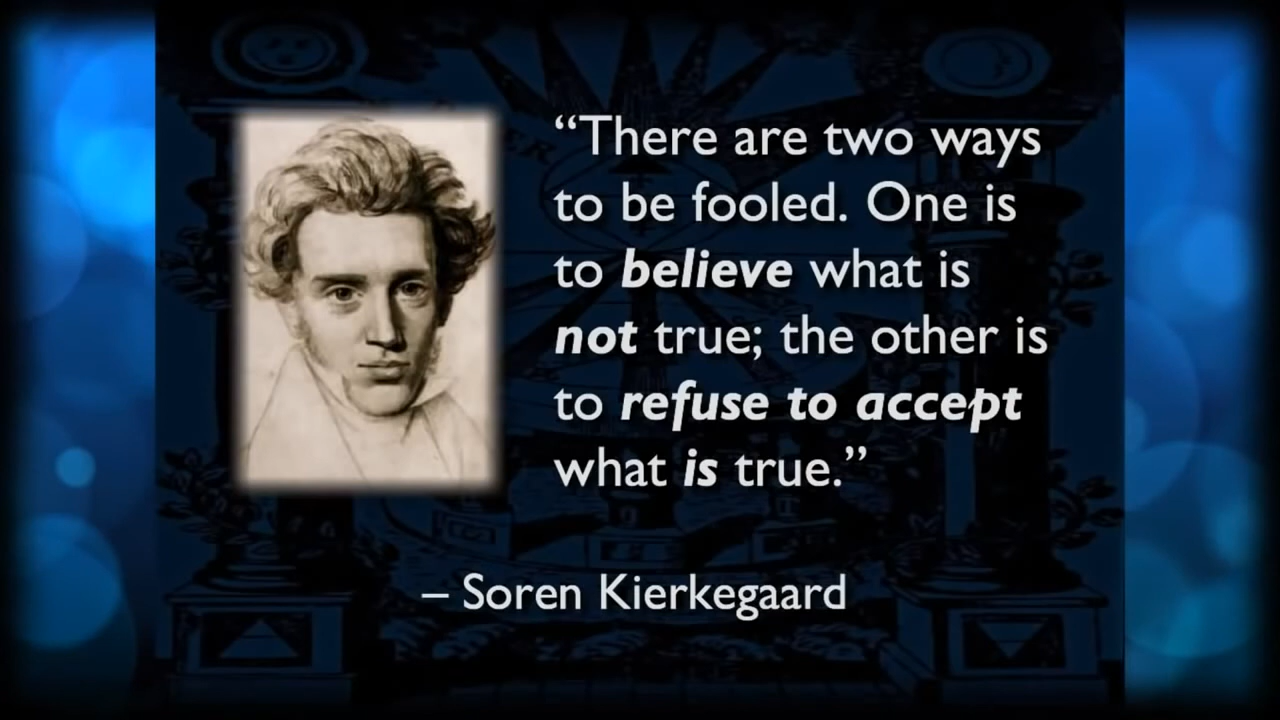 “There are two ways
to be fooled. One is
to believe what is
not true; the other is
to refuse to accept
what is true.”
– Soren Kierkegaard